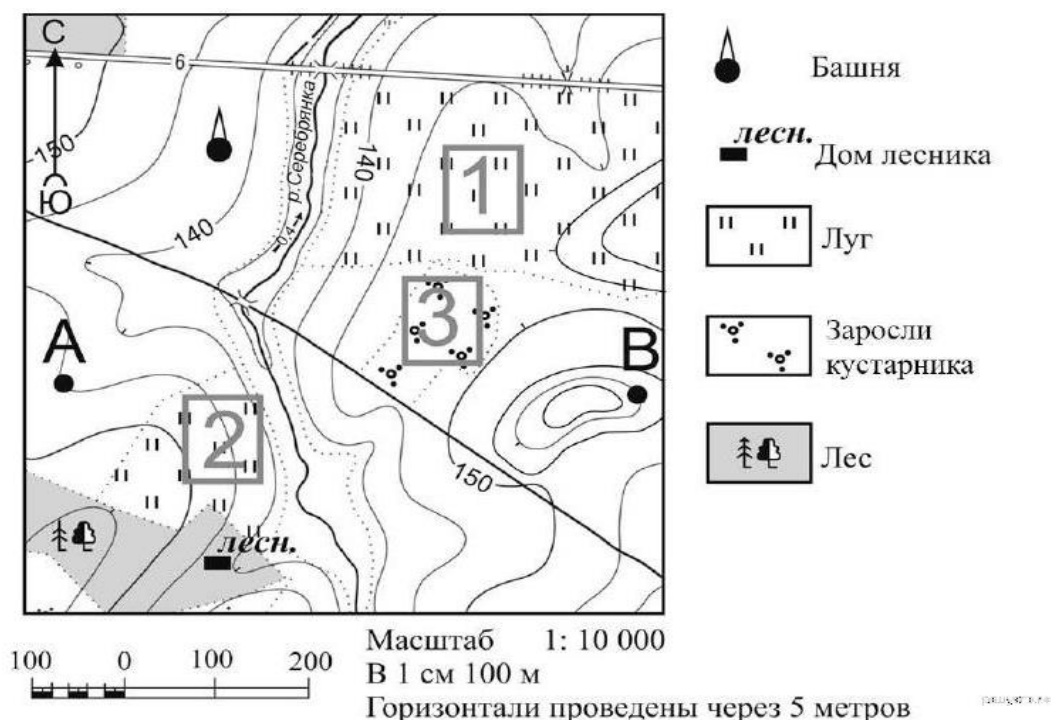 С
Ю
6
150
140
р. Серебрянка
0,4
140
1
2
3
А
В
150
лесн.
Башня
лесн.
Дом лесника
Луг
Заросли
кустарника
Лес
100 0 100 200
Масштаб 1: 10 000
В 1 см 100 м
Горизонтали проведены через 5 метров